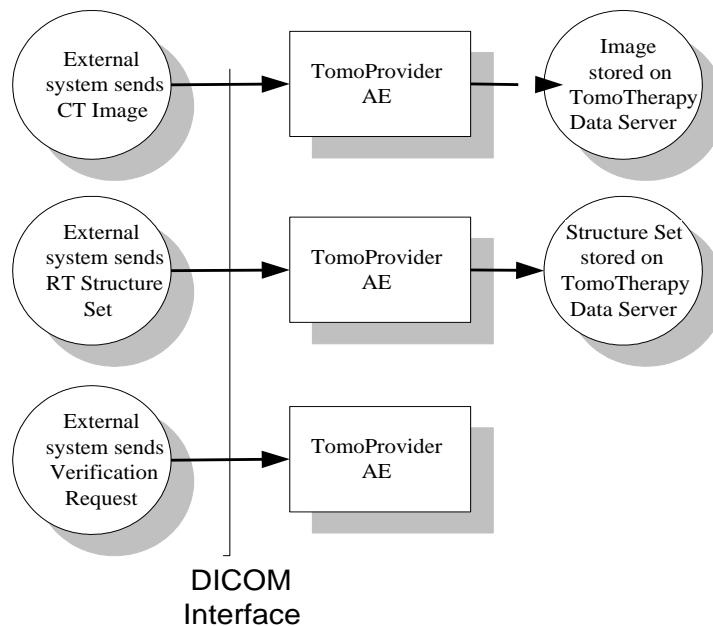 External
system sends
CT Image
TomoProvider
AE
Image
stored on
TomoTherapy
Data Server
External
system sends
RT Structure
Set
TomoProvider
AE
Structure Set
stored on
TomoTherapy
Data Server
External
system sends
Verification
Request
TomoProvider
AE
DICOM
Interface